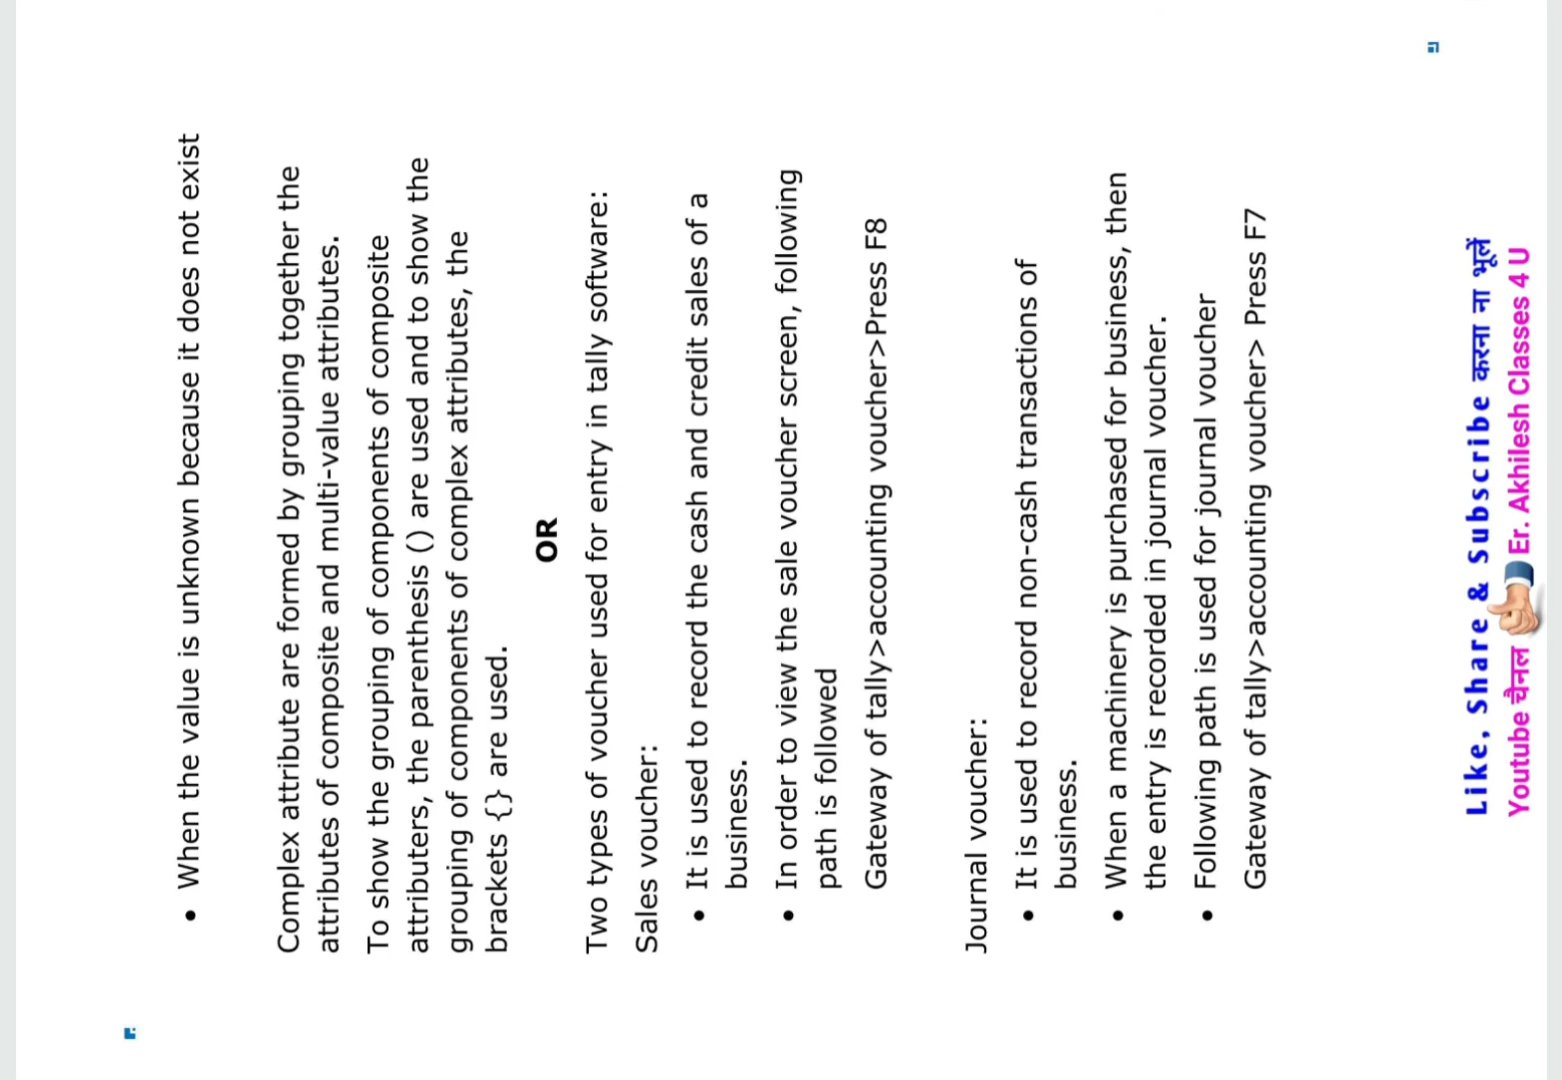 • When the value is unknown because it does not exist
Complex attribute are formed by grouping together the
attributes of composite and multi-value attributes.
To show the grouping of components of composite
attributers, the parenthesis () are used and to show the
grouping of components of complex attributes, the
brackets {} are used.
OR
Two types of voucher used for entry in tally software:
Sales voucher:
• It is used to record the cash and credit sales of a
business.
• In order to view the sale voucher screen, following
path is followed
Gateway of tally>accounting voucher>Press F8
Journal voucher:
• It is used to record non-cash transactions of
business.
• When a machinery is purchased for business, then
the entry is recorded in journal voucher.
• Following path is used for journal voucher
Gateway of tally>accounting voucher> Press F7
Like, Share & Subscribe करना ना भूलें
Youtube चैनल Er. Akhilesh Classes 4 U